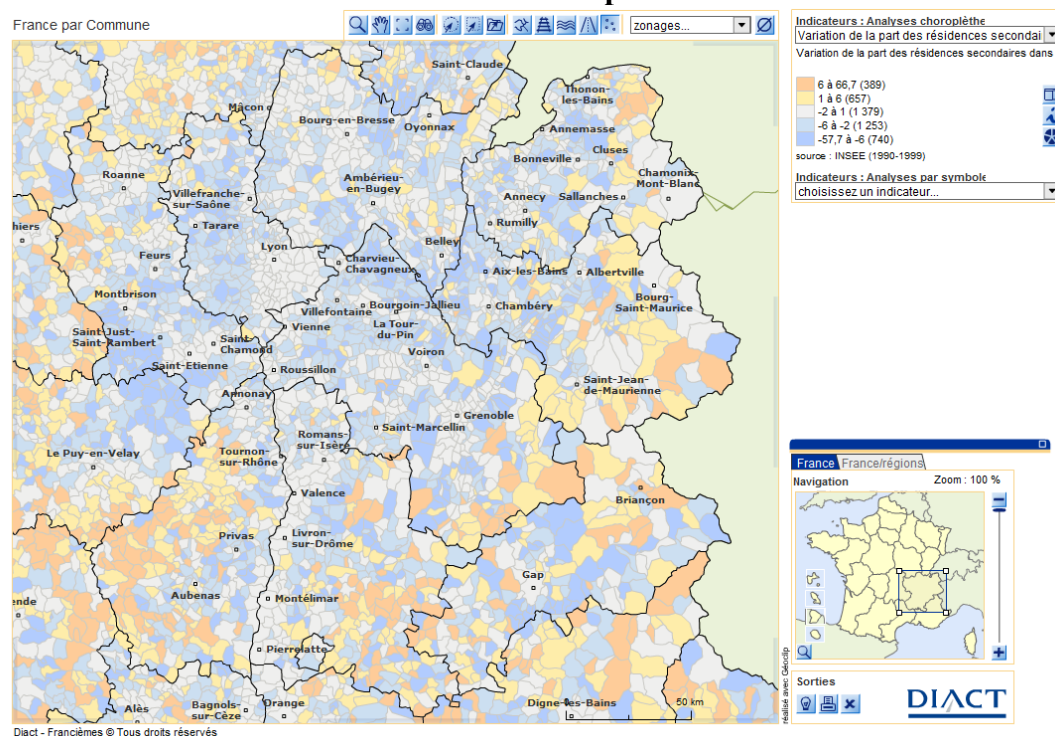 France par Commune
zonages...
Saint-Claude
Thonon-
les-Bains
Mâcon
Bourg-en-Bresse
Oyonnax
Annemasse
Cluses
Bonneville
Roanne
Ambérieu-
en-Bugey
Chamonix-
Mont-Blanc
Villefranche-
sur-Saône
Annecy
Sallanches
Tarare
Rumilly
hiers
Lyon
Belley
Feurs
Charvieu-
Chavagneux
Aix-les-Bains
Albertville
Montbrison
Bourgoin-Jallieu
Chambéry
Bourg-
Saint-Maurice
Villefontaine
Vienne
La Tour-
du-Pin
Saint-Just-
Saint-Rambert
Saint-
Chamond
Voiron
Saint-Etienne
Roussillon
Saint-Jean-
de-Maurienne
Annonay
Grenoble
Saint-Marcellin
Romans-
sur-Isère
Le Puy-en-Velay
Tournon-
sur-Rhône
Valence
Briançon
Privas
Livron-
sur-Drôme
Gap
Aubenas
Montélimar
ende
Pierrelatte
Alès
Bagnols-
sur-Cèze
Orange
Digne-les-Bains
50 km
Diact - Francièmes © Tous droits réservés
réalisé avec Géoclip
Indicateurs : Analyses choroplèthe
Variation de la part des résidences secondai
Variation de la part des résidences secondaires dans
6 à 66,7 (389)
1 à 6 (657)
-2 à 1 (1 379)
-6 à -2 (1 253)
-57,7 à -6 (740)
source : INSEE (1990-1999)
Indicateurs : Analyses par symbole
choisissez un indicateur...
France France/régions
Navigation Zoom : 100 %
Sorties
DIACT